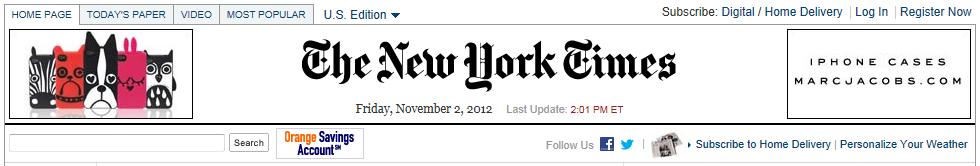 HOME PAGE TODAY'S PAPER VIDEO MOST POPULAR U.S. Edition Subscribe: Digital / Home Delivery Log In Register Now
The New York Times
IPHONE CASES
MARCJACOBS.COM
Friday, November 2, 2012 Last Update: 2:01 PM ET
Search
Orange Savings
Account SM
Follow Us
Subscribe to Home Delivery Personalize Your Weather